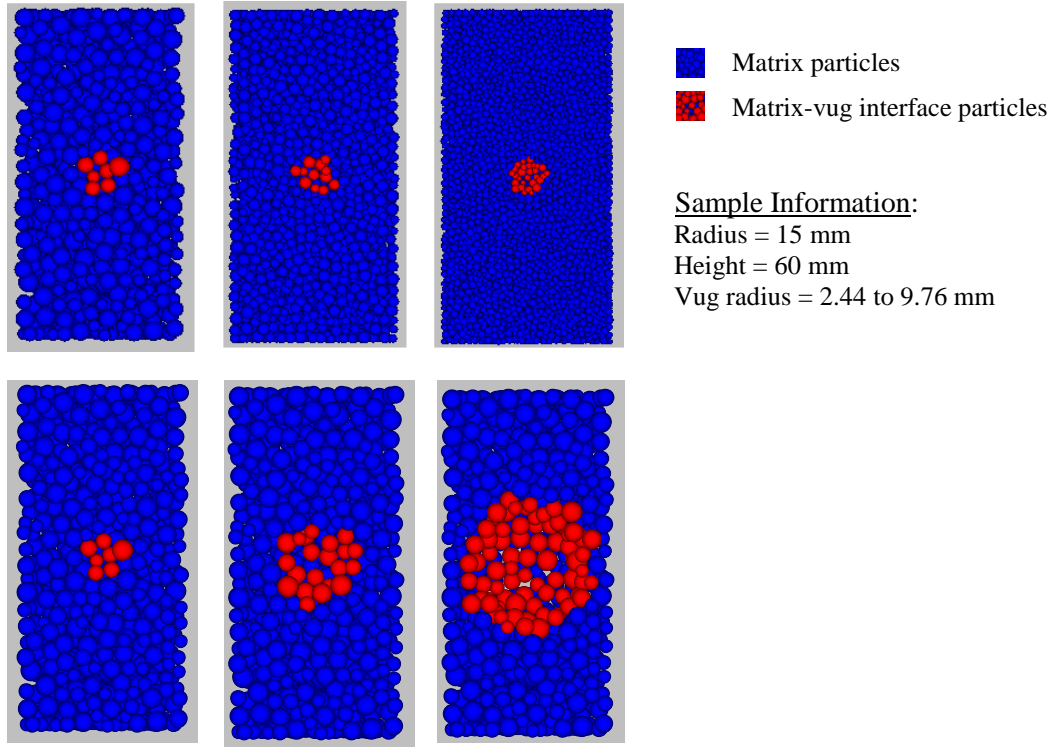 Matrix particles
Matrix-vug interface particles
Sample Information:
Radius = 15 mm
Height = 60 mm
Vug radius = 2.44 to 9.76 mm